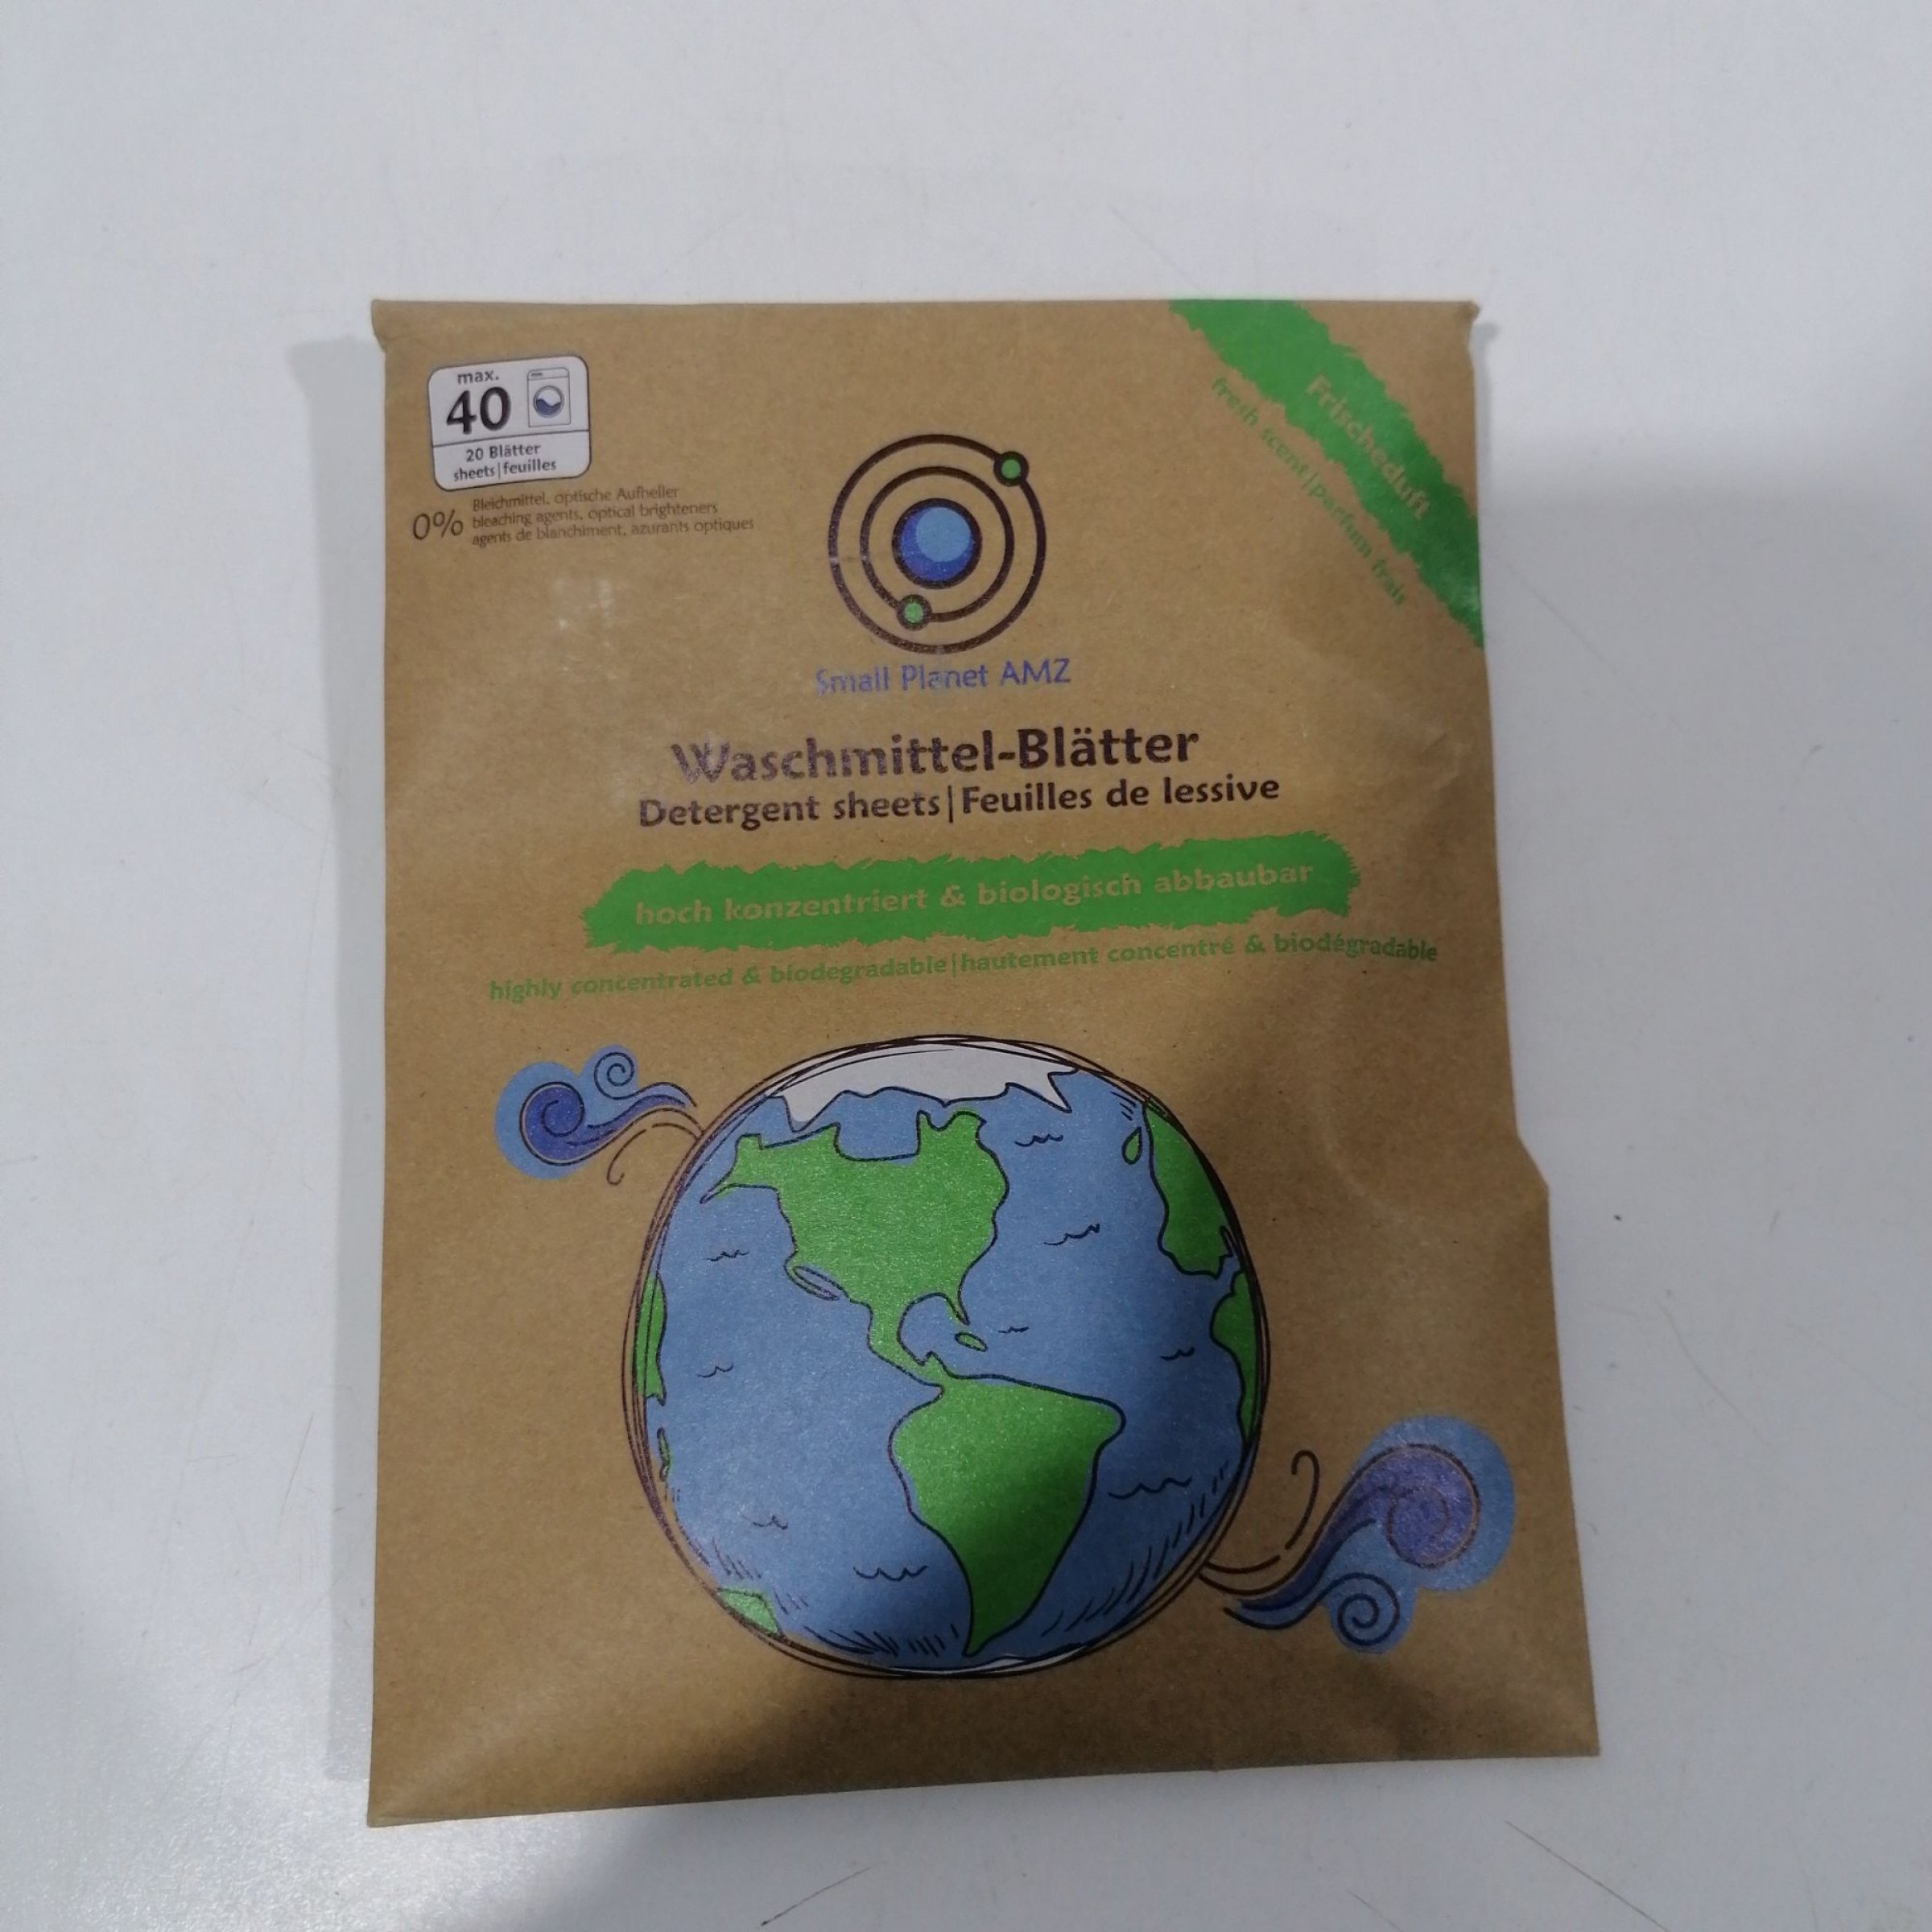 max.
40
20 Blätter
sheets|feuilles
0%
Bleichmittel, optische Aufheller
bleaching agents, optical brighteners
agents de blanchiment, azurants optiques
Frischeduft
fresh scent|parfum frais
Small Planet AMZ
Waschmittel-Blätter
Detergent sheets|Feuilles de lessive
hoch konzentriert & biologisch abbaubar
highly concentrated & biodegradable|hautement concentré & biodégradable